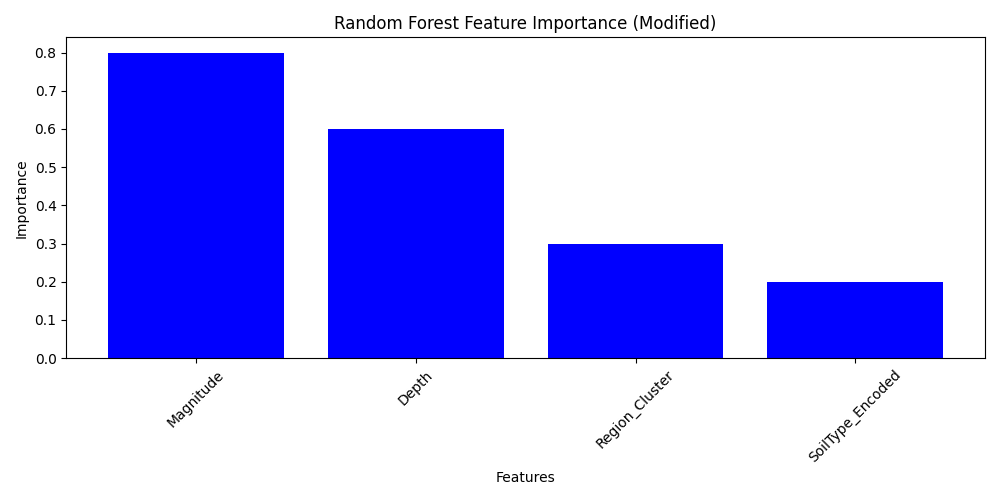 Random Forest Feature Importance (Modified)
Importance
0.8
0.7
0.6
0.5
0.4
0.3
0.2
0.1
0.0
Magnitude
Depth
Region_Cluster
SoilType_Encoded
Features